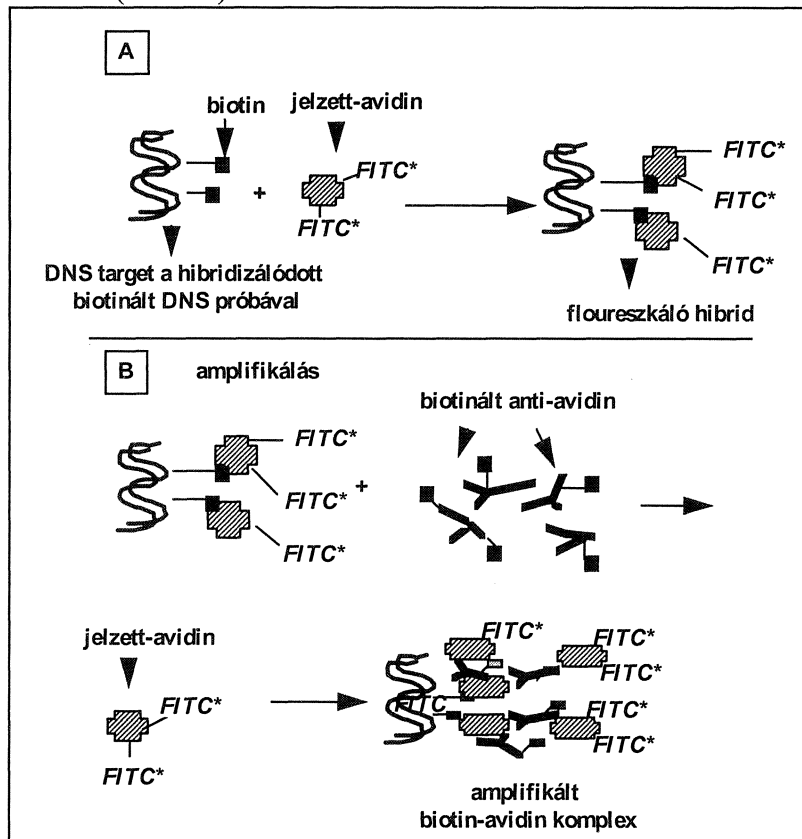 A
biotin
jelzett-avidin
FITC*
+
FITC*
FITC*
FITC*
FITC*
DNS target a hibridizálódott
biotinált DNS próbával
floureszkáló hibrid
B
amplifikálás
biotinált anti-avidin
FITC*
FITC*
+
FITC*
jelzett-avidin
FITC*
FITC*
FITC*
FITC*
FITC*
FITC
FITC*
FITC*
amplifikált
biotin-avidin komplex